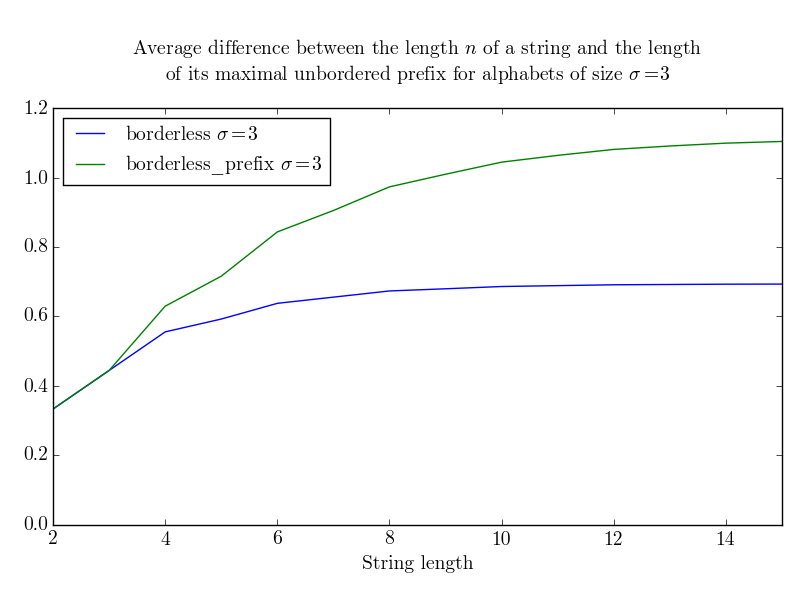 Average difference between the length n of a string and the length
of its maximal unbordered prefix for alphabets of size σ=3
1.2
borderless σ=3
borderless_prefix σ=3
1.0
0.8
0.6
0.4
0.2
0.0
2 4 6 8 10 12 14
String length